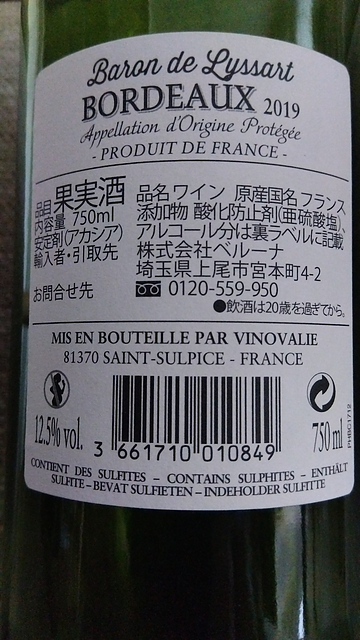 Baron de Lyssart
BORDEAUX 2019
Appellation d'Origine Protégée
- PRODUIT DE FRANCE -
品目 果実酒 品名 ワイン 原産国名 フランス
内容量 750ml 添加物 酸化防止剤(亜硫酸塩)、
安定剤(アカシア) アルコール分は裏ラベルに記載
輸入者・引取先 株式会社ベルーナ
埼玉県上尾市宮本町4-2
お問合せ先 0120-559-950
●飲酒は20歳を過ぎてから。
MIS EN BOUTEILLE PAR VINOVALIE
81370 SAINT-SULPICE - FRANCE
12.5% vol.
3 661710 010849
750 ml
PHBC1712
CONTIENT DES SULFITES – CONTAINS SULPHITES – ENTHÄLT
SULFITE – BEVAT SULFIETEN – INDEHOLDER SULFITTE